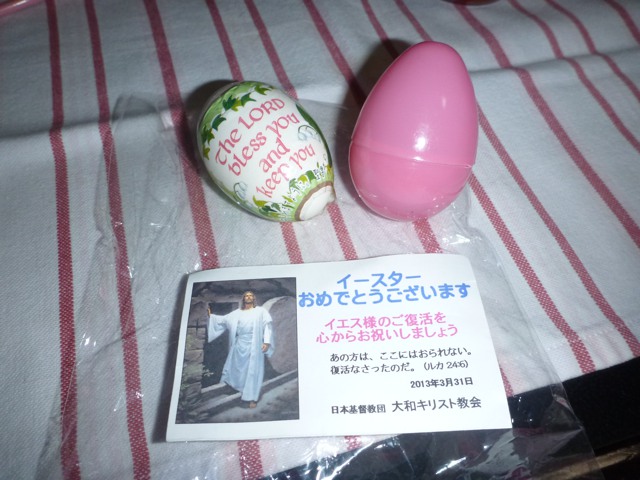 The LORD
bless you
and
keep you
イースター
おめでとうございます
イエス様のご復活を
心からお祝いしましょう
あの方は、ここにはおられない。
復活なさったのだ。(ルカ 24:6)
2013年3月31日
日本基督教団 大和キリスト教会